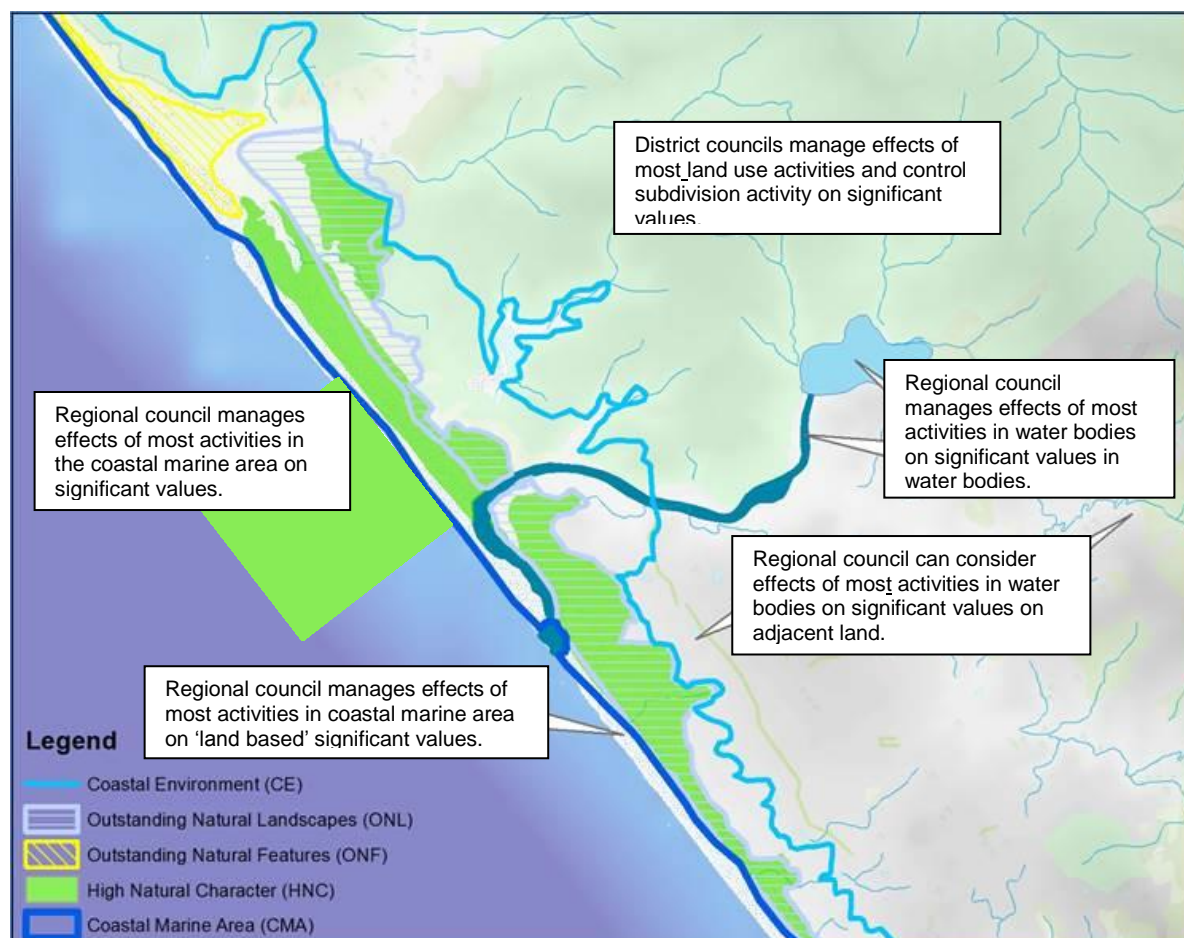 District councils manage effects of
most land use activities and control
subdivision activity on significant
values.
Regional council manages
effects of most activities in
the coastal marine area on
significant values.
Regional council
manages effects of most
activities in water bodies
on significant values in
water bodies.
Regional council can consider
effects of most activities in water
bodies on significant values on
adjacent land.
Regional council manages effects of
most activities in coastal marine area
on ‘land based’ significant values.
Legend
Coastal Environment (CE)
Outstanding Natural Landscapes (ONL)
Outstanding Natural Features (ONF)
High Natural Character (HNC)
Coastal Marine Area (CMA)